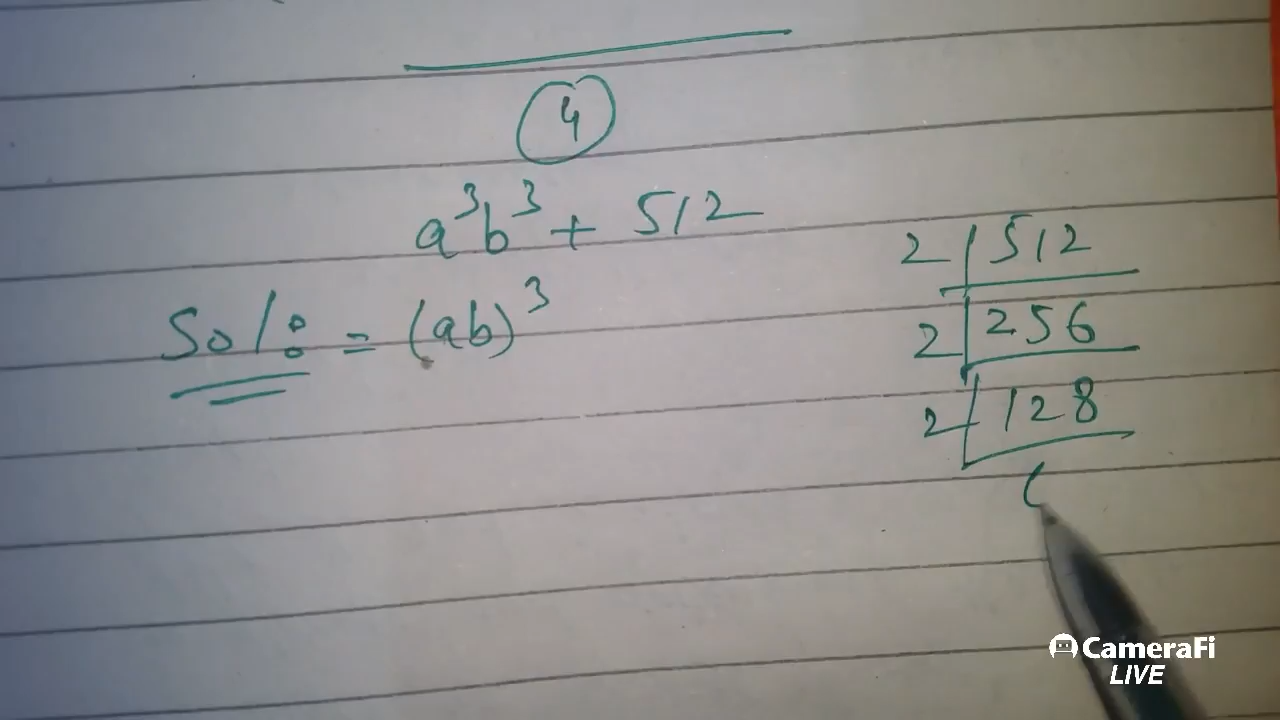 4
a³b³ + 512
Sol: = (ab)³
2 | 512
2 | 256
2 | 128
CameraFi
LIVE